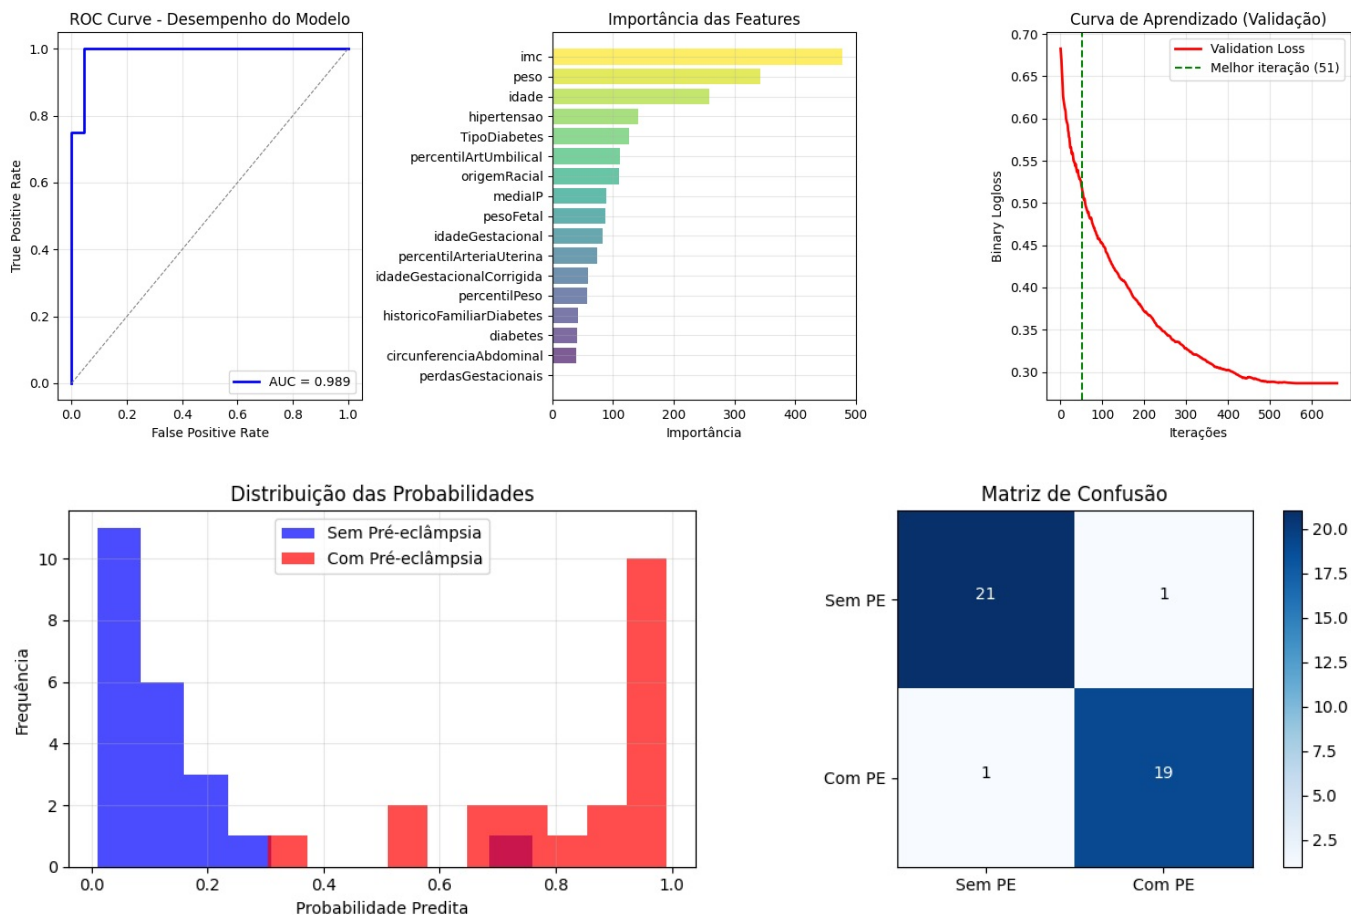 ROC Curve - Desempenho do Modelo
1.0
0.8
0.6
0.4
0.2
0.0
True Positive Rate
0.0 0.2 0.4 0.6 0.8 1.0
False Positive Rate
AUC = 0.989
Importância das Features
imc
peso
idade
hipertensao
TipoDiabetes
percentilArtUmbilical
origemRacial
mediaIP
pesoFetal
idadeGestacional
percentilArteriaUterina
idadeGestacionalCorrigida
percentilPeso
historicoFamiliarDiabetes
diabetes
circunferenciaAbdominal
perdasGestacionais
0 100 200 300 400 500
Importância
Curva de Aprendizado (Validação)
Validation Loss
Melhor iteração (51)
0.70
0.65
0.60
0.55
0.50
0.45
0.40
0.35
0.30
Binary Logloss
0 100 200 300 400 500 600
Iterações
Distribuição das Probabilidades
Sem Pré-eclâmpsia
Com Pré-eclâmpsia
10
8
6
4
2
0
Frequência
0.0 0.2 0.4 0.6 0.8 1.0
Probabilidade Predita
Matriz de Confusão
Sem PE
21 1
Com PE
1 19
Sem PE Com PE
20.0
17.5
15.0
12.5
10.0
7.5
5.0
2.5